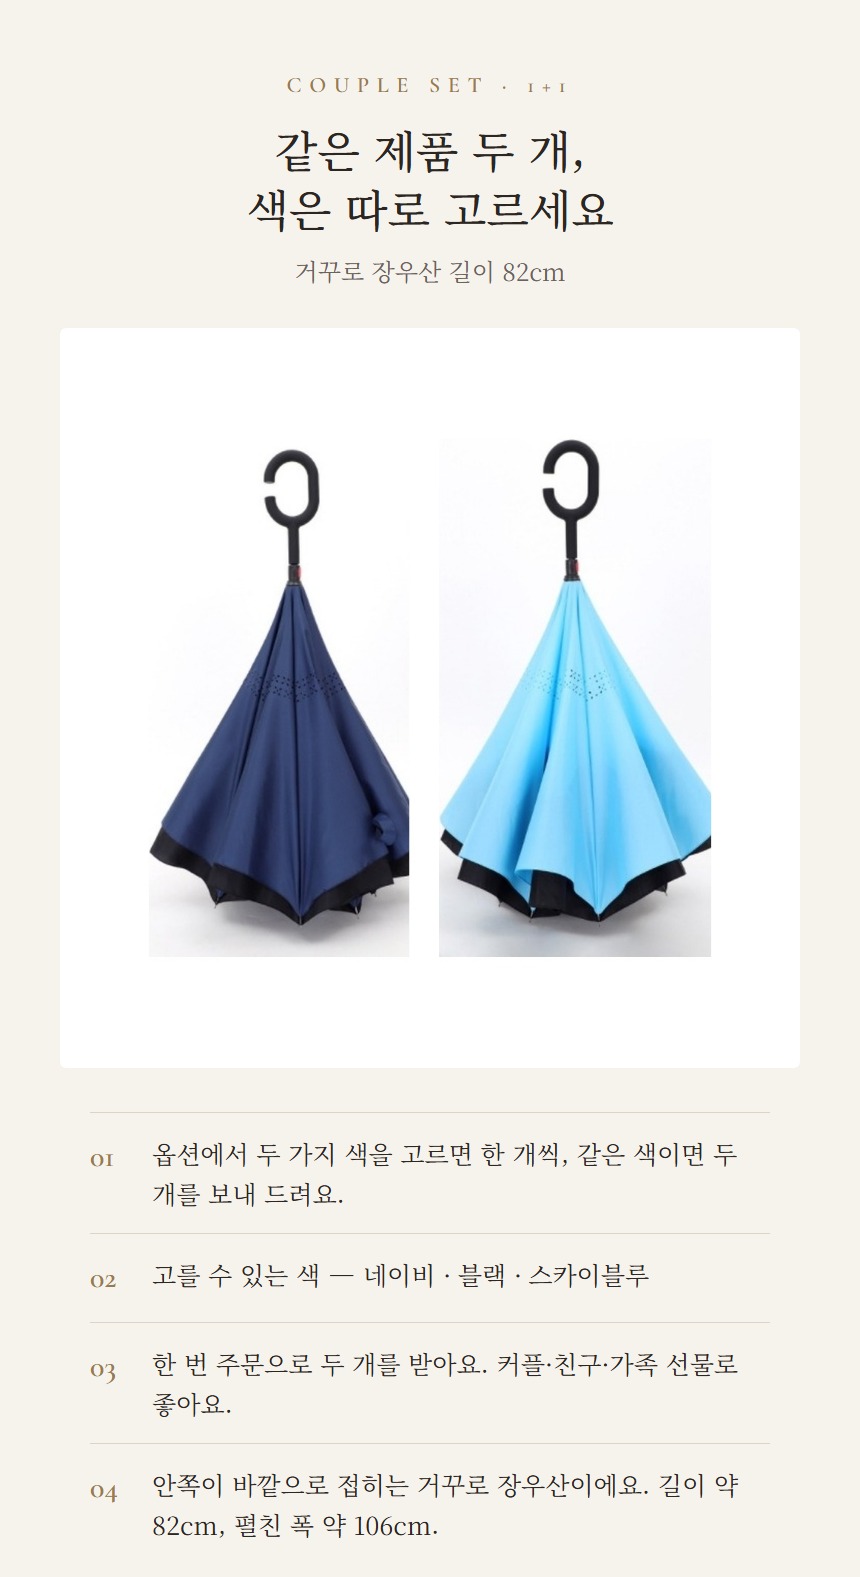 COUPLE SET · 1+1
같은 제품 두 개,
색은 따로 고르세요
거꾸로 장우산 길이 82cm
01 옵션에서 두 가지 색을 고르면 한 개씩, 같은 색이면 두
개를 보내 드려요.
02 고를 수 있는 색 — 네이비 · 블랙 · 스카이블루
03 한 번 주문으로 두 개를 받아요. 커플·친구·가족 선물로
좋아요.
04 안쪽이 바깥으로 접히는 거꾸로 장우산이에요. 길이 약
82cm, 펼친 폭 약 106cm.